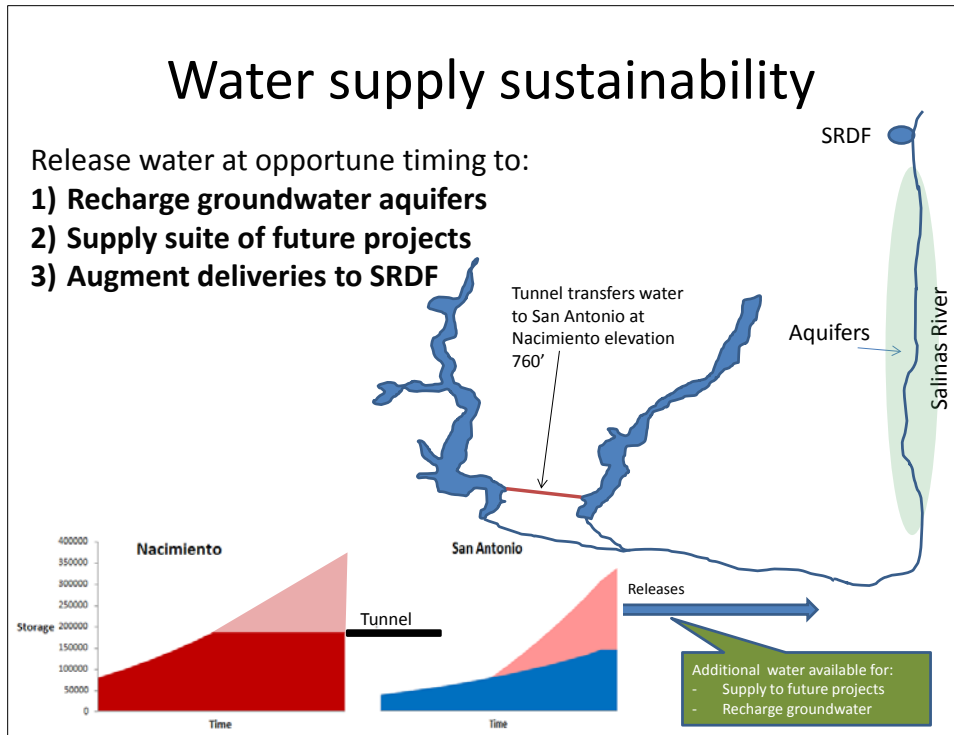 Water supply sustainability
Release water at opportune timing to:
1) Recharge groundwater aquifers
2) Supply suite of future projects
3) Augment deliveries to SRDF
SRDF
Tunnel transfers water
to San Antonio at
Nacimiento elevation
760’
Aquifers
Salinas River
Nacimiento
400000
350000
300000
250000
200000
150000
100000
50000
0
Storage
Time
Tunnel
San Antonio
Time
Releases
Additional water available for:
- Supply to future projects
- Recharge groundwater